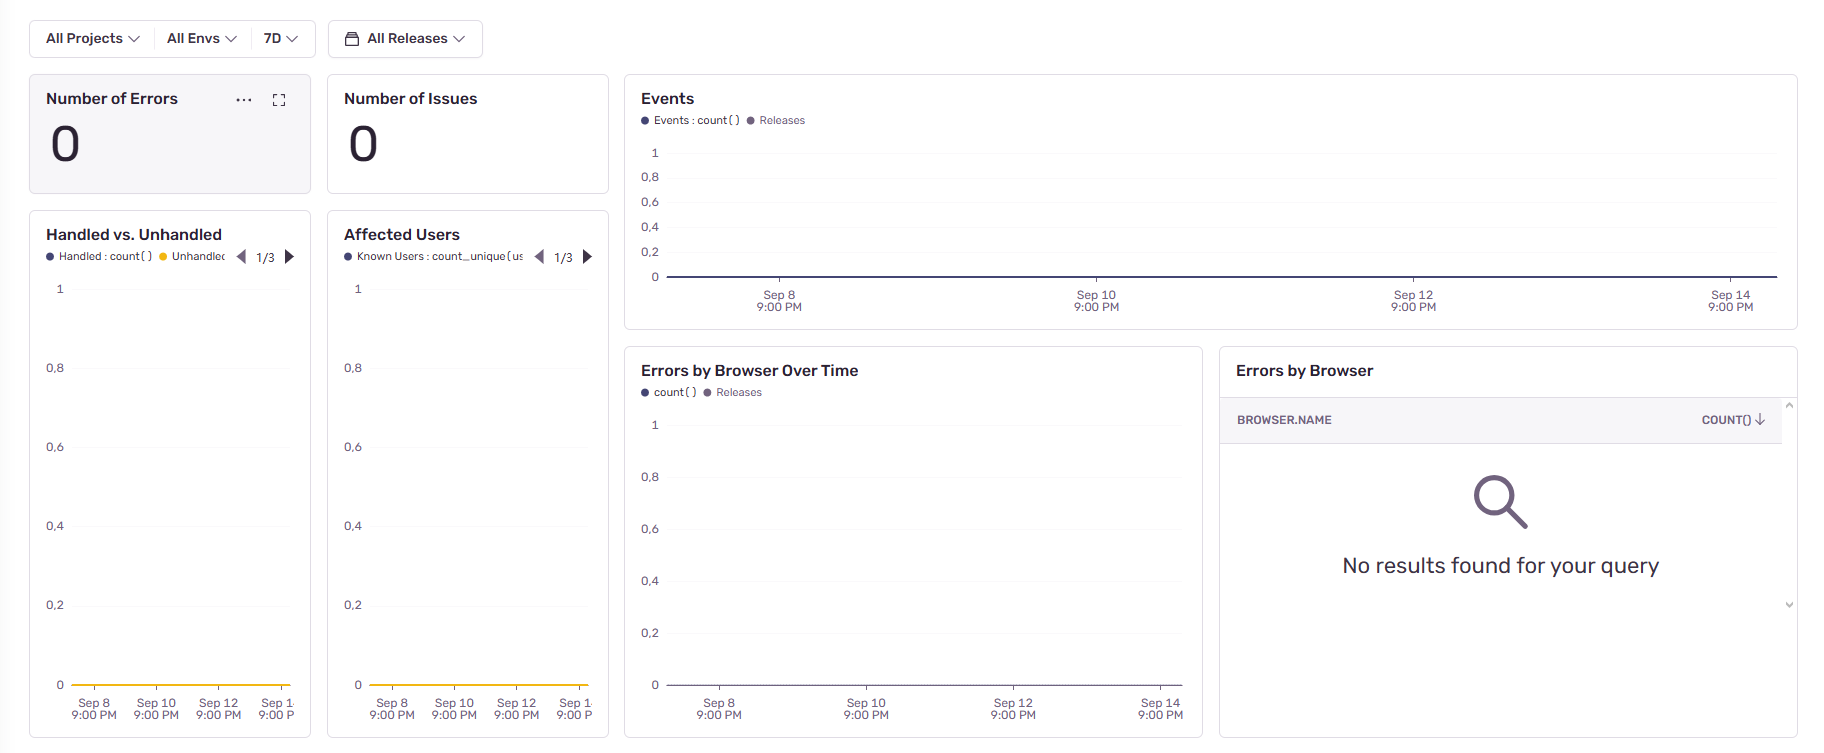 All Projects All Envs 7D All Releases
Number of Errors
0
Number of Issues
0
Events
Events : count() Releases
1
0,8
0,6
0,4
0,2
0
Sep 8 Sep 10 Sep 12 Sep 14
9:00 PM 9:00 PM 9:00 PM 9:00 PM
Handled vs. Unhandled
Handled : count() Unhandled 1/3
1
0,8
0,6
0,4
0,2
0
Sep 8 Sep 10 Sep 12 Sep 1
9:00 PM 9:00 PM 9:00 PM 9:00 P
Affected Users
Known Users : count_unique(us 1/3
1
0,8
0,6
0,4
0,2
0
Sep 8 Sep 10 Sep 12 Sep 1
9:00 PM 9:00 PM 9:00 PM 9:00 P
Errors by Browser Over Time
count() Releases
1
0,8
0,6
0,4
0,2
0
Sep 8 Sep 10 Sep 12 Sep 14
9:00 PM 9:00 PM 9:00 PM 9:00 PM
Errors by Browser
BROWSER.NAME COUNT()
No results found for your query